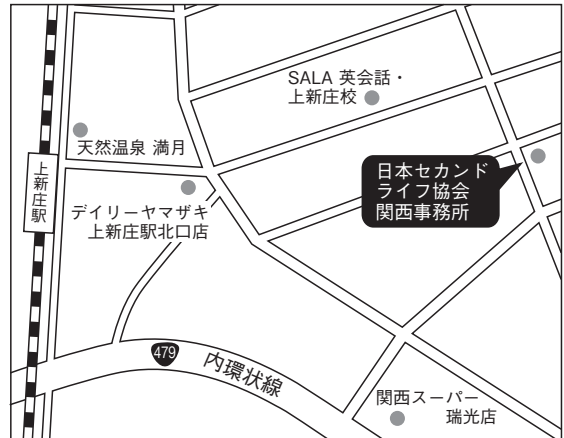 SALA 英会話・
上新庄校
天然温泉 満月
上新庄駅
デイリーヤマザキ
上新庄駅北口店
日本セカンド
ライフ協会
関西事務所
479
内環状線
関西スーパー
瑞光店